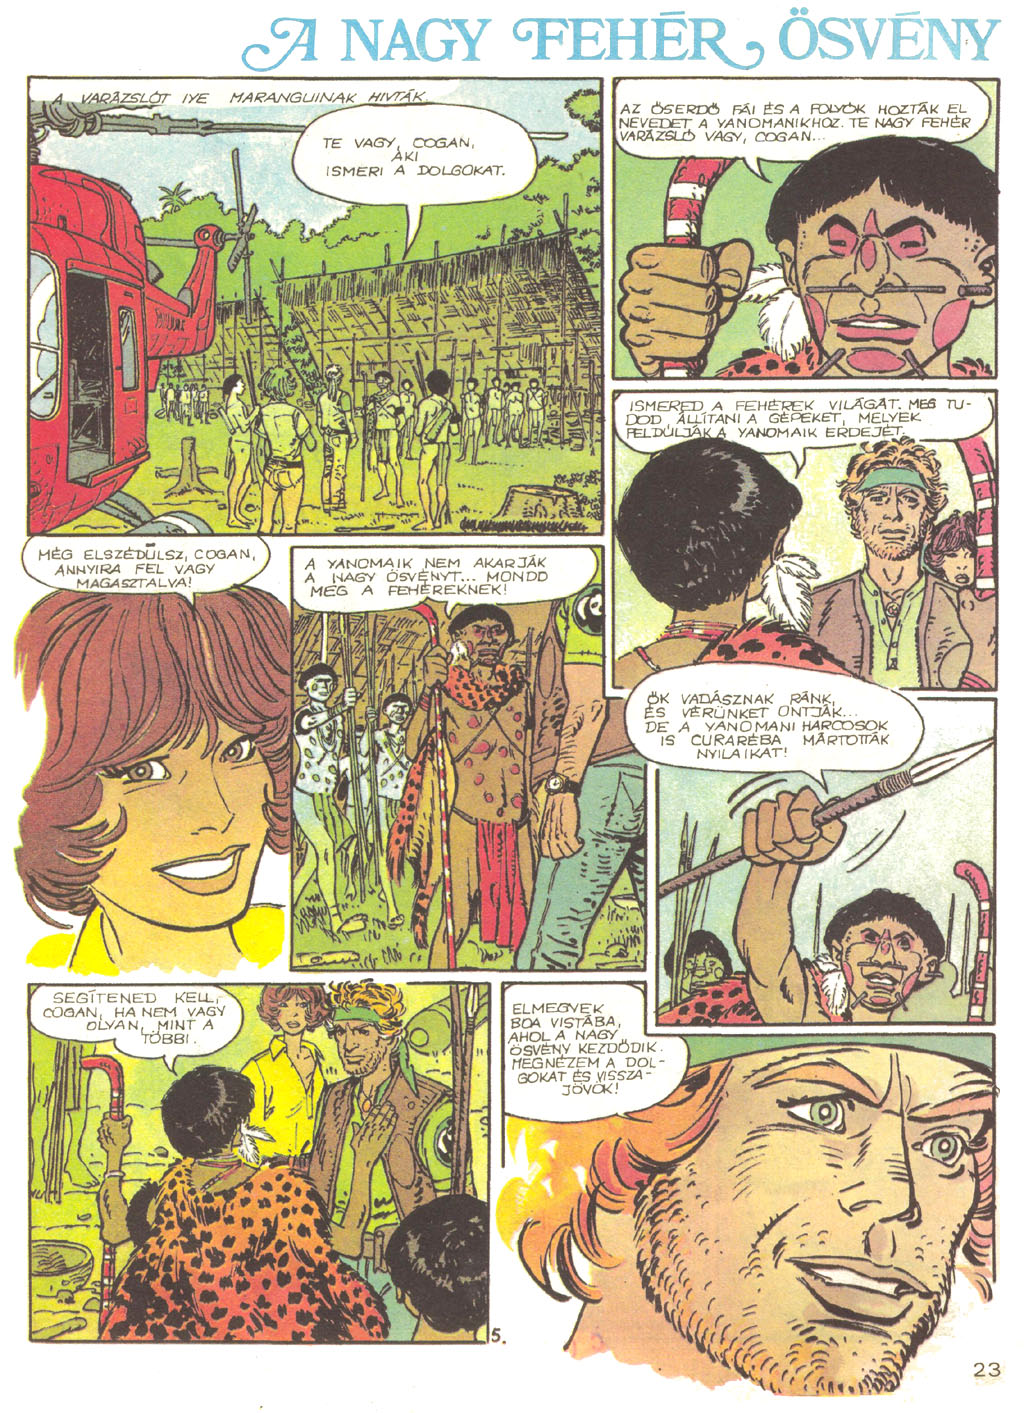 A NAGY FEHÉR ÖSVÉNY
A VARÁZSLÓT IYE MARANGUINAK HIVTÁK.
TE VAGY, COGAN,
AKI
ISMERI A DOLGOKAT.
AZ ŐSERDŐ FÁI ÉS A FOLYÓK HOZTÁK EL
NEVEDET A YANOMANIKHOZ. TE NAGY FEHÉR
VARÁZSLÓ VAGY, COGAN...
ISMERED A FEHÉREK VILÁGÁT. MEG TU-
DOD ÁLLÍTANI A GÉPEKET, MELYEK
FELDÚLJÁK A YANOMAIK ERDEJÉT.
MÉG ELSZÉDÜLSZ, COGAN,
ANNYIRA FEL VAGY
MAGASZTALVA!
A YANOMAIK NEM AKARJÁK
A NAGY ÖSVÉNYT... MONDD
MEG A FEHÉREKNEK!
ŐK VADÁSZNAK RÁNK,
ÉS VÉRÜNKET ONTJÁK...
DE A YANOMANI HARCOSOK
IS CURARÉBA MÁRTOTTÁK
NYILAIKAT!
SEGÍTENED KELL,
COGAN, HA NEM VAGY
OLYAN, MINT A
TÖBBI.
ELMEGYEK
BOA VISTÁBA,
AHOL A NAGY
ÖSVÉNY KEZDŐDIK.
MEGNÉZEM A DOL-
GOKAT ÉS VISSZA-
JÖVÖK!
5.
23